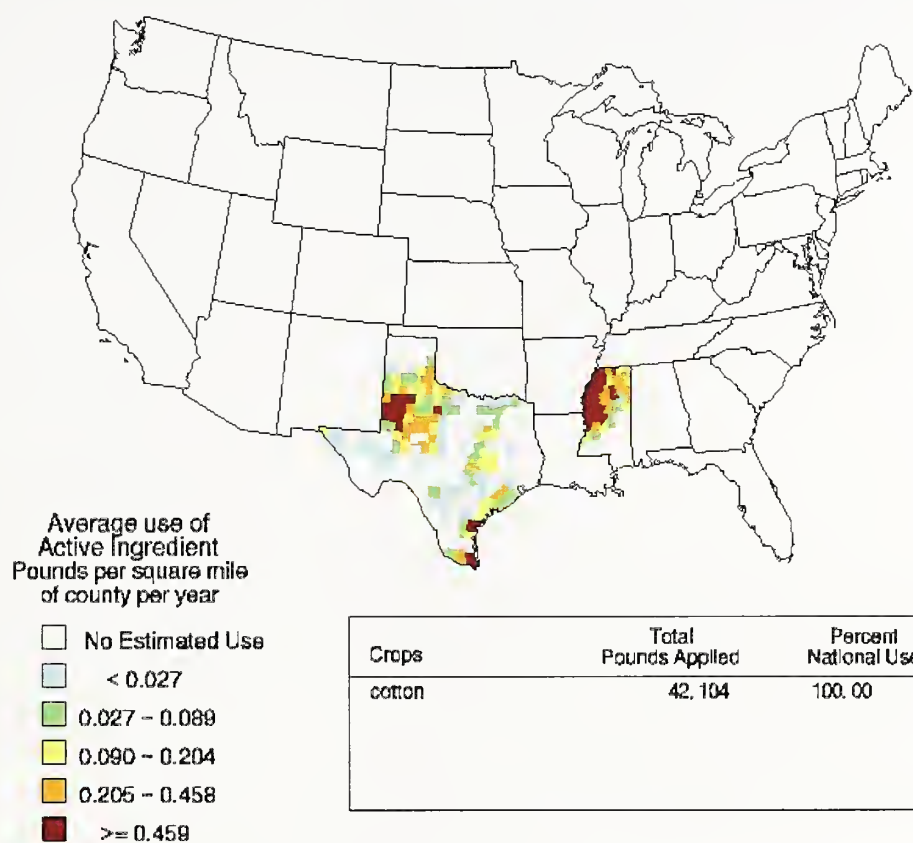 Average use of
Active Ingredient
Pounds per square mile
of county per year
No Estimated Use
< 0.027
0.027 - 0.089
0.090 - 0.204
0.205 - 0.458
>= 0.459
Crops Total Pounds Applied Percent National Use
cotton 42,104 100.00